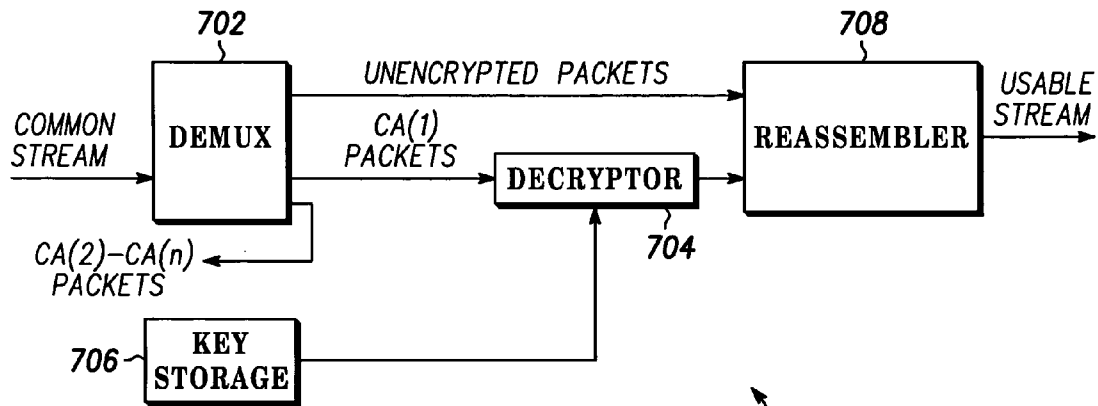 702
708
UNENCRYPTED PACKETS
USABLE
STREAM
COMMON
STREAM
DEMUX
CA(1)
PACKETS
REASSEMBLER
DECRYPTOR
704
CA(2)–CA(n)
PACKETS
706
KEY
STORAGE